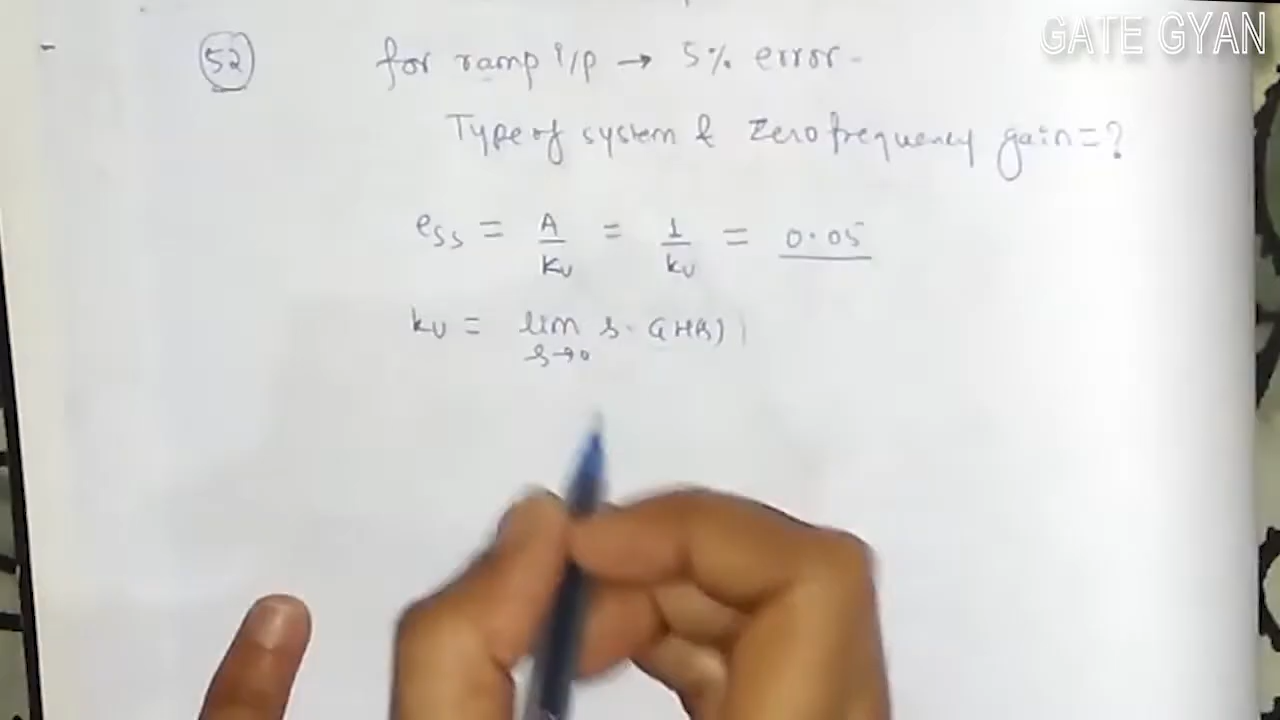 GATE GYAN
52 for ramp i/p → 5% error.
Type of system & Zero frequency gain = ?
ess = A/Kv = 1/Kv = 0.05
Kv = lim s→0 s. GH(s)